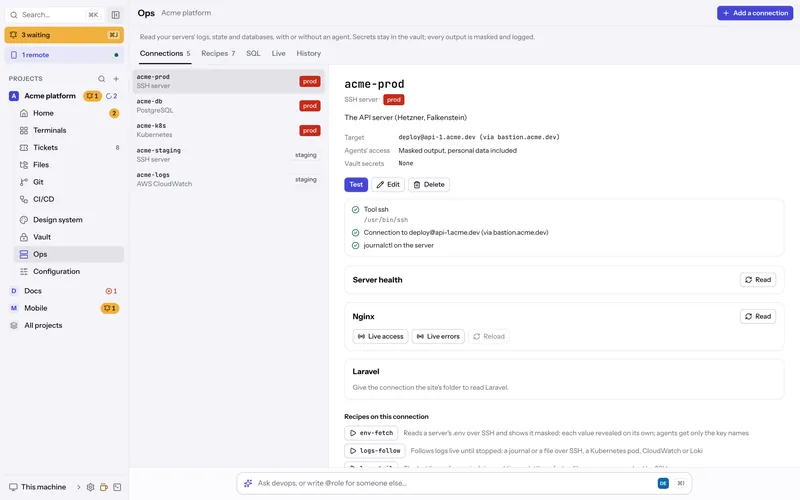 Search...
⌘K
3 waiting
⌘J
1 remote
PROJECTS
A Acme platform 1 2
Home 2
Terminals
Tickets 8
Files
Git
CI/CD
Design system
Vault
Ops
Configuration
D Docs 1
M Mobile 1
All projects
This machine
Ops Acme platform
Add a connection
Read your servers' logs, state and databases, with or without an agent. Secrets stay in the vault; every output is masked and logged.
Connections 5 Recipes 7 SQL Live History
acme-prod
SSH server
prod
acme-db
PostgreSQL
prod
acme-k8s
Kubernetes
prod
acme-staging
SSH server
staging
acme-logs
AWS CloudWatch
staging
acme-prod
SSH server prod
The API server (Hetzner, Falkenstein)
Target deploy@api-1.acme.dev (via bastion.acme.dev)
Agents' access Masked output, personal data included
Vault secrets None
Test Edit Delete
Tool ssh
/usr/bin/ssh
Connection to deploy@api-1.acme.dev (via bastion.acme.dev)
journalctl on the server
Server health Read
Nginx Read
Live access Live errors Reload
Laravel
Give the connection the site's folder to read Laravel.
Recipes on this connection
env-fetch Reads a server's .env over SSH and shows it masked: each value revealed on its own; agents get only the key names
logs-follow Follows logs live until stopped: a journal or a file over SSH, a Kubernetes pod, CloudWatch or Loki
Ask devops, or write @role for someone else...
DE
⌘I